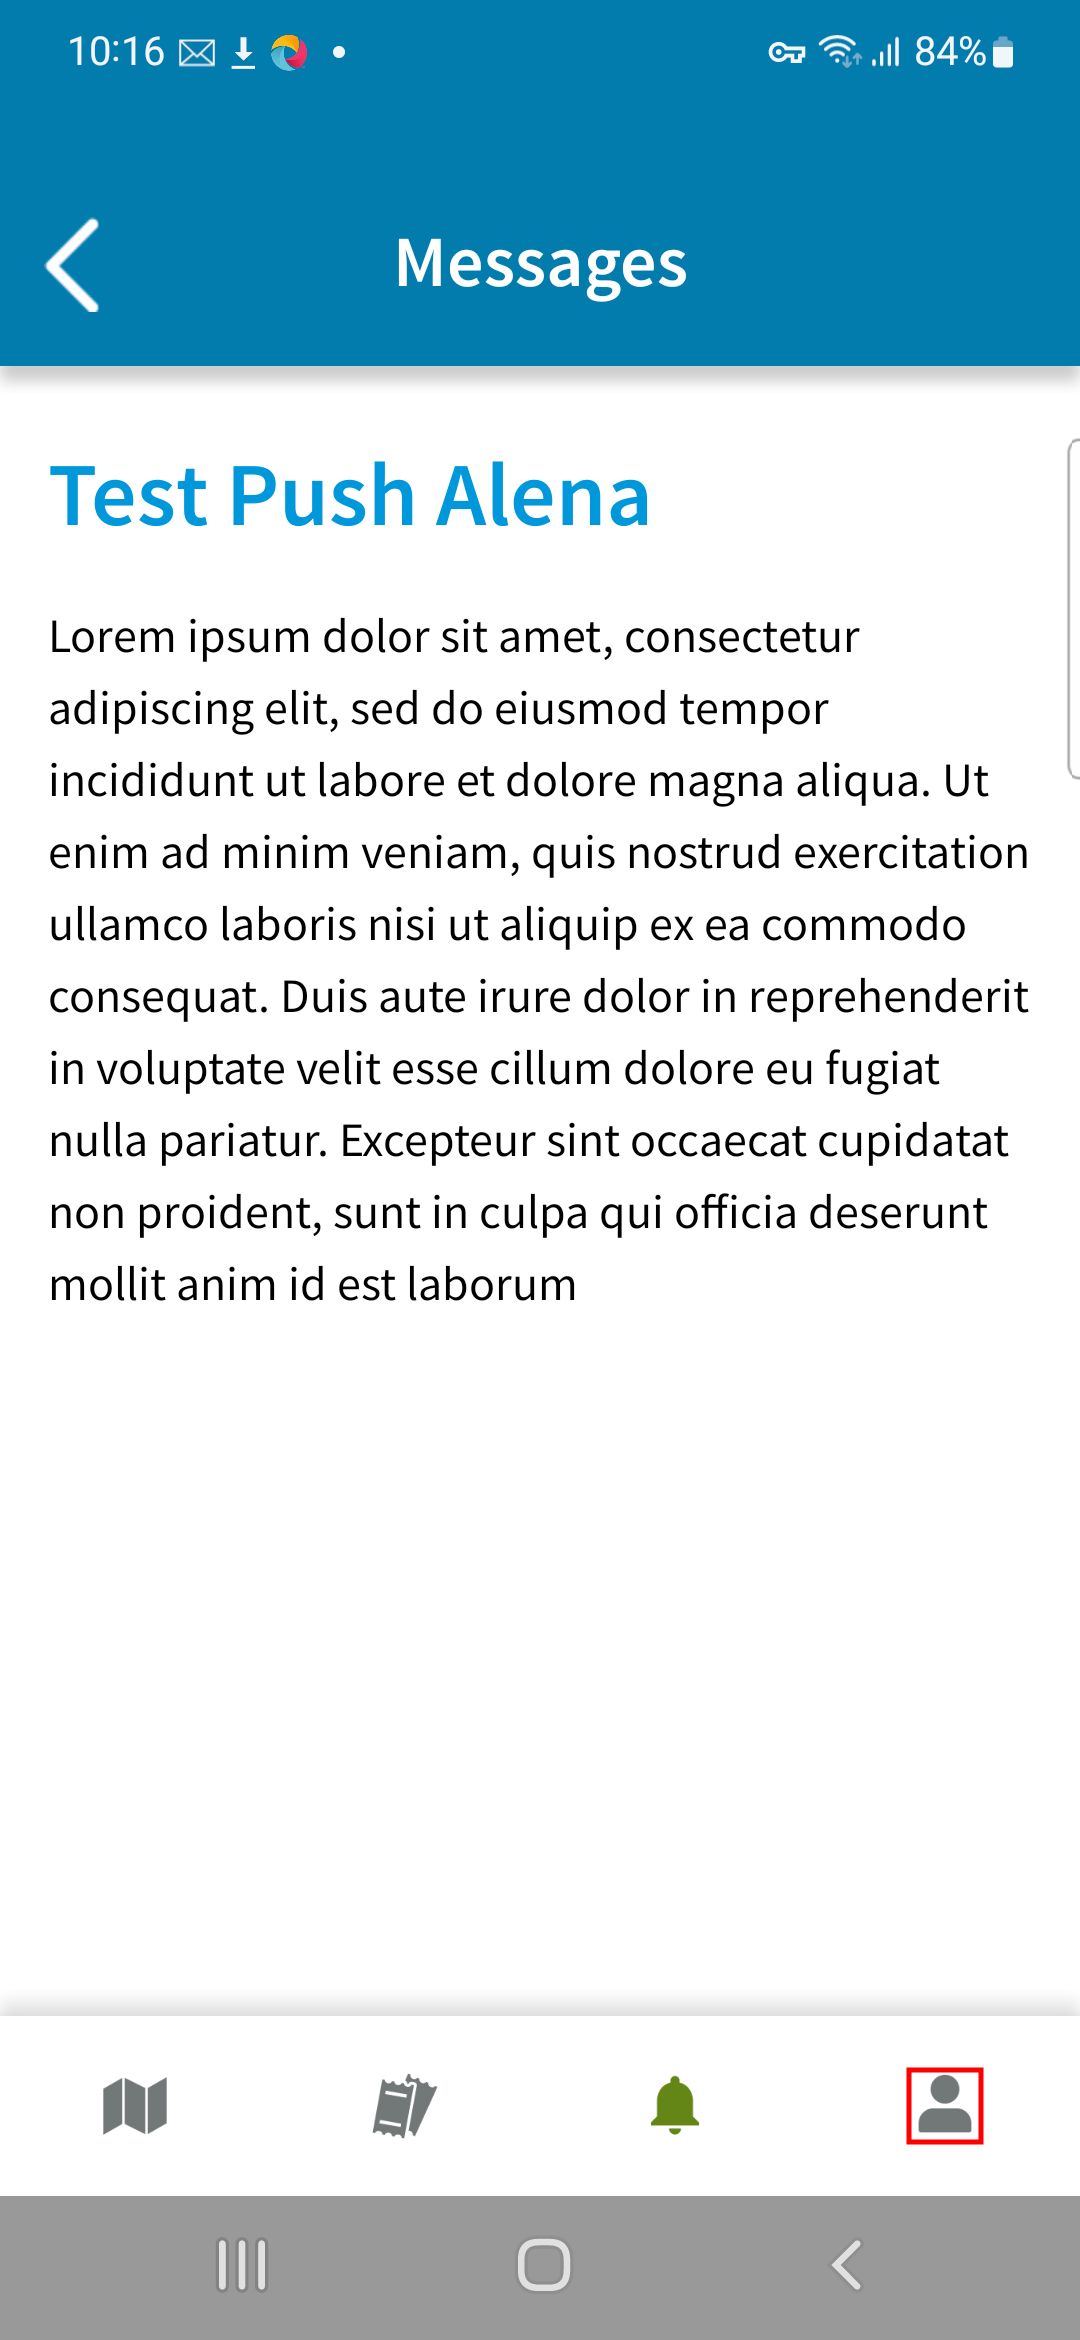 10:16
84%
Messages
Test Push Alena
Lorem ipsum dolor sit amet, consectetur
adipiscing elit, sed do eiusmod tempor
incididunt ut labore et dolore magna aliqua. Ut
enim ad minim veniam, quis nostrud exercitation
ullamco laboris nisi ut aliquip ex ea commodo
consequat. Duis aute irure dolor in reprehenderit
in voluptate velit esse cillum dolore eu fugiat
nulla pariatur. Excepteur sint occaecat cupidatat
non proident, sunt in culpa qui officia deserunt
mollit anim id est laborum